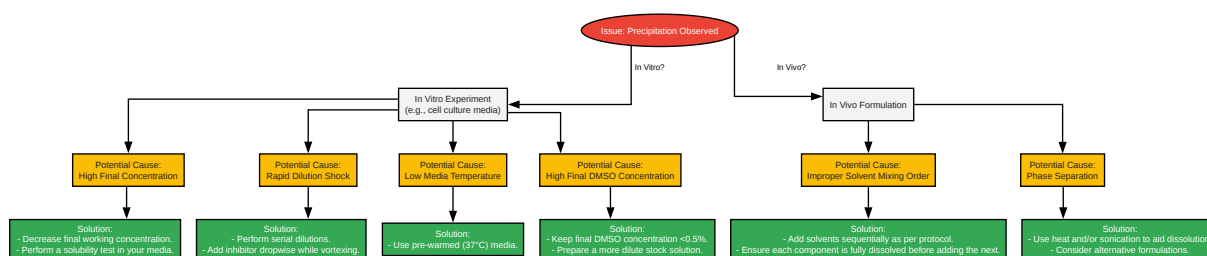 Issue: Precipitation Observed
In Vitro?
In Vivo?
In Vitro Experiment
(e.g., cell culture media)
In Vivo Formulation
Potential Cause:
High Final Concentration
Potential Cause:
Rapid Dilution Shock
Potential Cause:
Low Media Temperature
Potential Cause:
High Final DMSO Concentration
Potential Cause:
Improper Solvent Mixing Order
Potential Cause:
Phase Separation
Solution:
- Decrease final working concentration.
- Perform a solubility test in your media.
Solution:
- Perform serial dilutions.
- Add inhibitor dropwise while vortexing.
Solution:
- Use pre-warmed (37°C) media.
Solution:
- Keep final DMSO concentration <0.5%.
- Prepare a more dilute stock solution.
Solution:
- Add solvents sequentially as per protocol.
- Ensure each component is fully dissolved before adding the next.
Solution:
- Use heat and/or sonication to aid dissolution
- Consider alternative formulations.